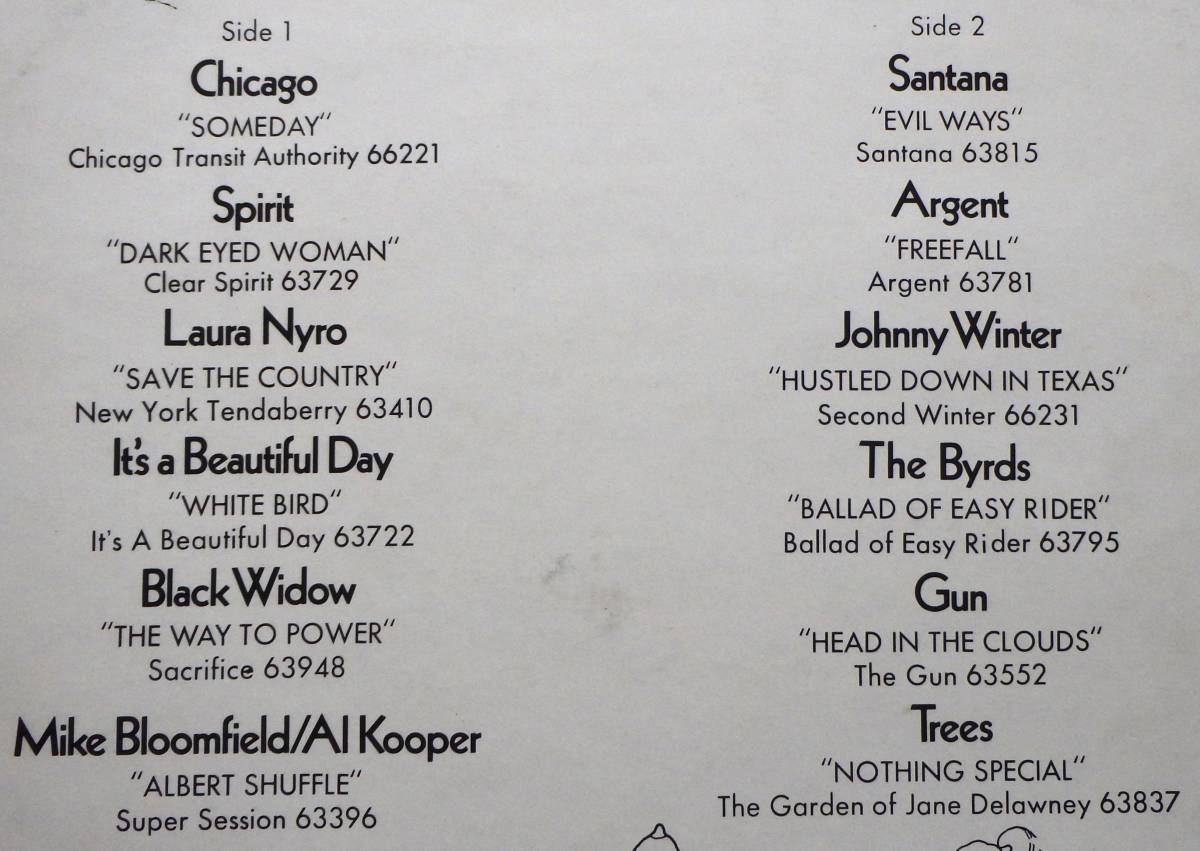 Side 1
Chicago
"SOMEDAY"
Chicago Transit Authority 66221
Spirit
"DARK EYED WOMAN"
Clear Spirit 63729
Laura Nyro
"SAVE THE COUNTRY"
New York Tendaberry 63410
It's a Beautiful Day
"WHITE BIRD"
It's A Beautiful Day 63722
Black Widow
"THE WAY TO POWER"
Sacrifice 63948
Mike Bloomfield/Al Kooper
"ALBERT SHUFFLE"
Super Session 63396
Side 2
Santana
"EVIL WAYS"
Santana 63815
Argent
"FREEFALL"
Argent 63781
Johnny Winter
"HUSTLED DOWN IN TEXAS"
Second Winter 66231
The Byrds
"BALLAD OF EASY RIDER"
Ballad of Easy Rider 63795
Gun
"HEAD IN THE CLOUDS"
The Gun 63552
Trees
"NOTHING SPECIAL"
The Garden of Jane Delawney 63837